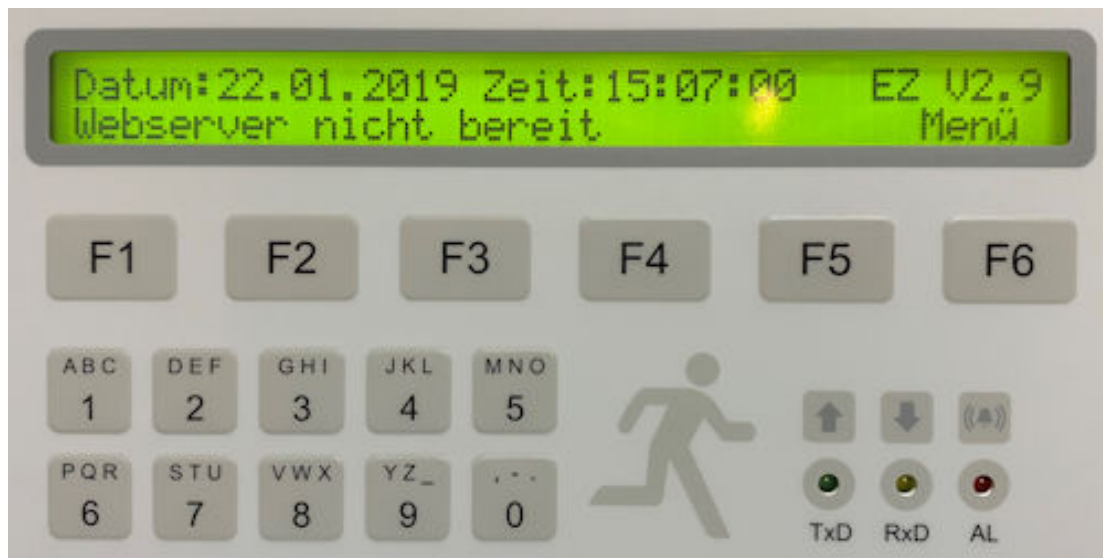 Datum:22.01.2019 Zeit:15:07:00 EZ V2.9
Webserver nicht bereit Menü
F1 F2 F3 F4 F5 F6
ABC DEF GHI JKL MNO
1 2 3 4 5
PQR STU VWX YZ_ ,-.
6 7 8 9 0
TxD RxD AL